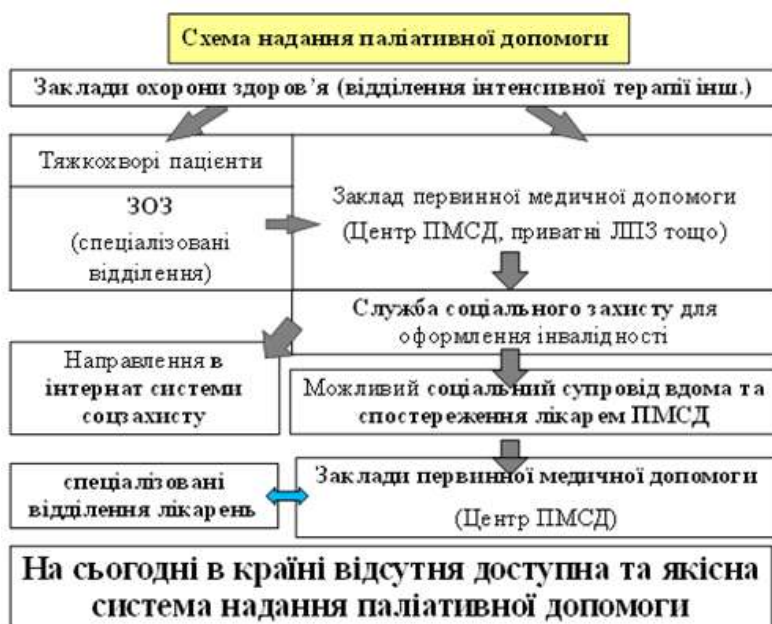 Схема надання паліативної допомоги
Заклади охорони здоров’я (відділення інтенсивної терапії інш.)
Тяжкохворі пацієнти
ЗОЗ
(спеціалізовані
відділення)
Заклад первинної медичної допомоги
(Центр ПМСД, приватні ЛПЗ тощо)
Служба соціального захисту для
оформлення інвалідності
Направлення в
інтернат системи
соцзахисту
Можливий соціальний супровід вдома та
спостереження лікарем ПМСД
спеціалізовані
відділення лікарень
Заклади первинної медичної допомоги
(Центр ПМСД)
На сьогодні в країні відсутня доступна та якісна
система надання паліативної допомоги